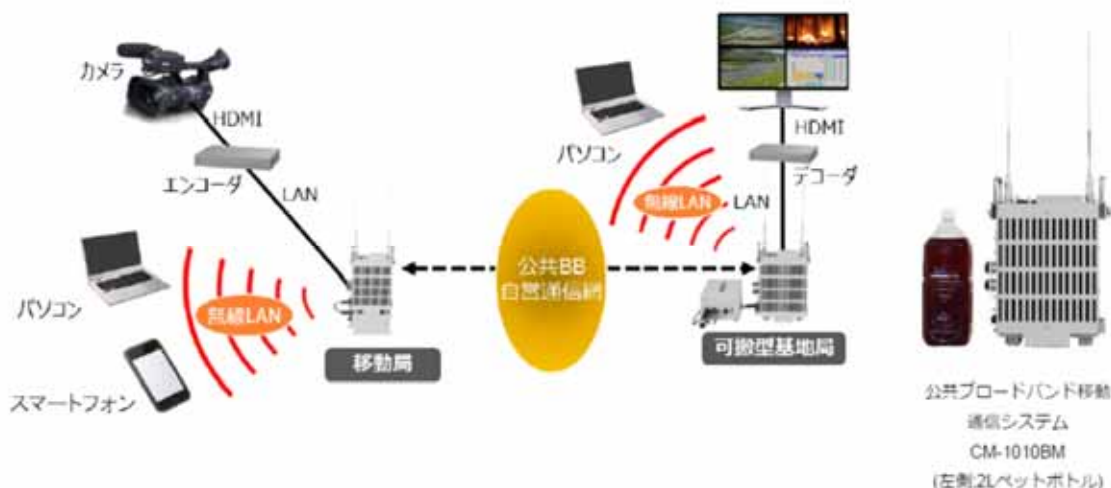 カメラ
HDMI
エンコーダ
LAN
パソコン
無線LAN
スマートフォン
移動局
公共BB
自営通信網
パソコン
無線LAN
LAN
HDMI
デコーダ
可搬型基地局
公共ブロードバンド移動
通信システム
CM-1010BM
(左側:2Lペットボトル)